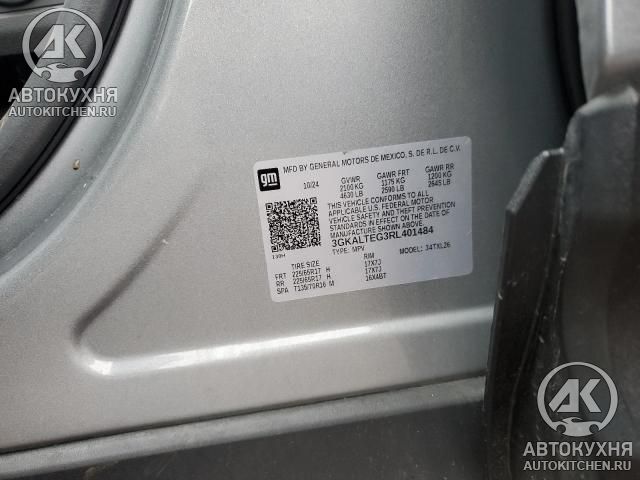 AK
АВТОКУХНЯ
AUTOKITCHEN.RU
gm
MFD BY GENERAL MOTORS DE MEXICO, S. DE R.L. DE C.V.
10/24 GVWR GAWR FRT GAWR RR
2100 KG 1175 KG 1200 KG
4630 LB 2590 LB 2645 LB
THIS VEHICLE CONFORMS TO ALL
APPLICABLE U.S. FEDERAL MOTOR
VEHICLE SAFETY AND THEFT PREVENTION
STANDARDS IN EFFECT ON THE DATE OF
MANUFACTURE SHOWN ABOVE.
3GKALTEG3RL401484
TYPE: MPV MODEL: 34TXL26
TIRE SIZE RIM
FRT 225/65R17 H 17X7J
RR 225/65R17 H 17X7J
SPA T135/70R16 M 16X4BT
AK
АВТОКУХНЯ
AUTOKITCHEN.RU